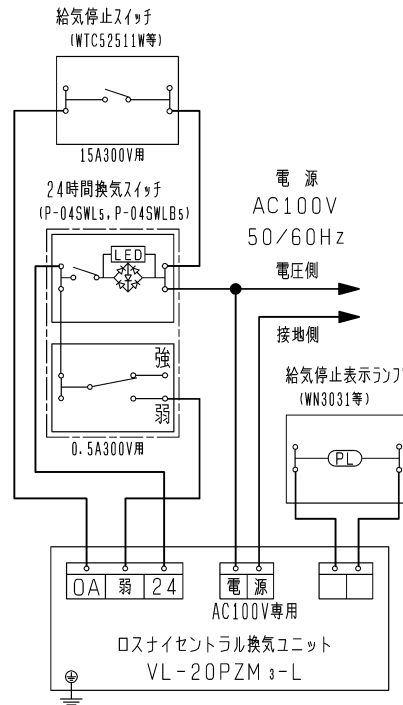 給気停止スイッチ
(WTC52511W等)
15A300V用
24時間換気スイッチ
(P-04SWL5, P-04SWLB5)
LED
強
弱
0.5A300V用
電 源
AC100V
50/60Hz
電圧側
接地側
給気停止表示ランプ
(WN3031等)
PL
OA 弱 24
電 源
AC100V専用
ロスナイセントラル換気ユニット
VL-20PZM3-L